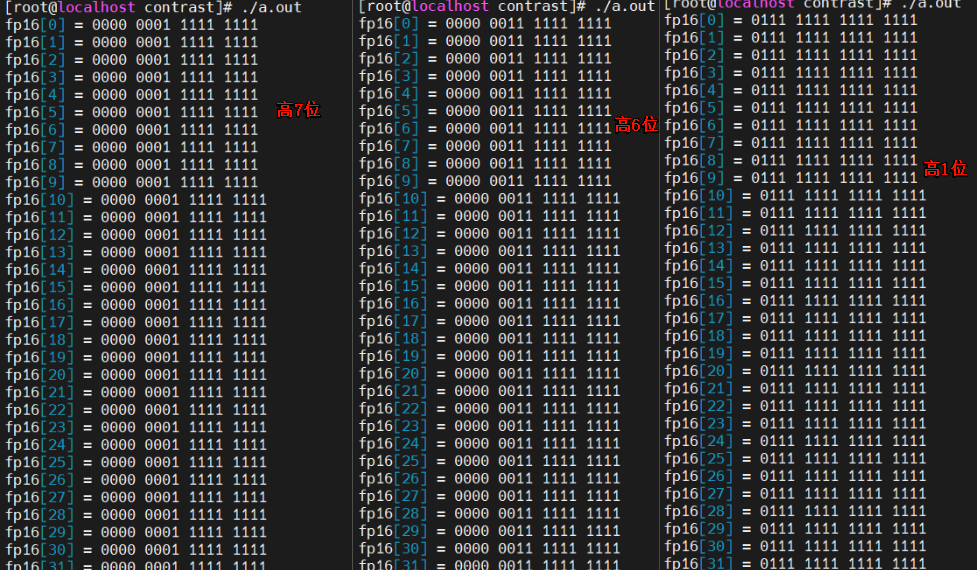 [root@localhost contrast]# ./a.out
fp16[0] = 0000 0001 1111 1111
fp16[1] = 0000 0001 1111 1111
fp16[2] = 0000 0001 1111 1111
fp16[3] = 0000 0001 1111 1111
fp16[4] = 0000 0001 1111 1111
fp16[5] = 0000 0001 1111 1111
fp16[6] = 0000 0001 1111 1111
fp16[7] = 0000 0001 1111 1111
fp16[8] = 0000 0001 1111 1111
fp16[9] = 0000 0001 1111 1111
fp16[10] = 0000 0001 1111 1111
fp16[11] = 0000 0001 1111 1111
fp16[12] = 0000 0001 1111 1111
fp16[13] = 0000 0001 1111 1111
fp16[14] = 0000 0001 1111 1111
fp16[15] = 0000 0001 1111 1111
fp16[16] = 0000 0001 1111 1111
fp16[17] = 0000 0001 1111 1111
fp16[18] = 0000 0001 1111 1111
fp16[19] = 0000 0001 1111 1111
fp16[20] = 0000 0001 1111 1111
fp16[21] = 0000 0001 1111 1111
fp16[22] = 0000 0001 1111 1111
fp16[23] = 0000 0001 1111 1111
fp16[24] = 0000 0001 1111 1111
fp16[25] = 0000 0001 1111 1111
fp16[26] = 0000 0001 1111 1111
fp16[27] = 0000 0001 1111 1111
fp16[28] = 0000 0001 1111 1111
fp16[29] = 0000 0001 1111 1111
fp16[30] = 0000 0001 1111 1111
fp16[31] = 0000 0001 1111 1111
高7位
[root@localhost contrast]# ./a.out
fp16[0] = 0000 0011 1111 1111
fp16[1] = 0000 0011 1111 1111
fp16[2] = 0000 0011 1111 1111
fp16[3] = 0000 0011 1111 1111
fp16[4] = 0000 0011 1111 1111
fp16[5] = 0000 0011 1111 1111
fp16[6] = 0000 0011 1111 1111
fp16[7] = 0000 0011 1111 1111
fp16[8] = 0000 0011 1111 1111
fp16[9] = 0000 0011 1111 1111
fp16[10] = 0000 0011 1111 1111
fp16[11] = 0000 0011 1111 1111
fp16[12] = 0000 0011 1111 1111
fp16[13] = 0000 0011 1111 1111
fp16[14] = 0000 0011 1111 1111
fp16[15] = 0000 0011 1111 1111
fp16[16] = 0000 0011 1111 1111
fp16[17] = 0000 0011 1111 1111
fp16[18] = 0000 0011 1111 1111
fp16[19] = 0000 0011 1111 1111
fp16[20] = 0000 0011 1111 1111
fp16[21] = 0000 0011 1111 1111
fp16[22] = 0000 0011 1111 1111
fp16[23] = 0000 0011 1111 1111
fp16[24] = 0000 0011 1111 1111
fp16[25] = 0000 0011 1111 1111
fp16[26] = 0000 0011 1111 1111
fp16[27] = 0000 0011 1111 1111
fp16[28] = 0000 0011 1111 1111
fp16[29] = 0000 0011 1111 1111
fp16[30] = 0000 0011 1111 1111
fp16[31] = 0000 0011 1111 1111
高6位
[root@localhost contrast]# ./a.out
fp16[0] = 0111 1111 1111 1111
fp16[1] = 0111 1111 1111 1111
fp16[2] = 0111 1111 1111 1111
fp16[3] = 0111 1111 1111 1111
fp16[4] = 0111 1111 1111 1111
fp16[5] = 0111 1111 1111 1111
fp16[6] = 0111 1111 1111 1111
fp16[7] = 0111 1111 1111 1111
fp16[8] = 0111 1111 1111 1111
fp16[9] = 0111 1111 1111 1111
fp16[10] = 0111 1111 1111 1111
fp16[11] = 0111 1111 1111 1111
fp16[12] = 0111 1111 1111 1111
fp16[13] = 0111 1111 1111 1111
fp16[14] = 0111 1111 1111 1111
fp16[15] = 0111 1111 1111 1111
fp16[16] = 0111 1111 1111 1111
fp16[17] = 0111 1111 1111 1111
fp16[18] = 0111 1111 1111 1111
fp16[19] = 0111 1111 1111 1111
fp16[20] = 0111 1111 1111 1111
fp16[21] = 0111 1111 1111 1111
fp16[22] = 0111 1111 1111 1111
fp16[23] = 0111 1111 1111 1111
fp16[24] = 0111 1111 1111 1111
fp16[25] = 0111 1111 1111 1111
fp16[26] = 0111 1111 1111 1111
fp16[27] = 0111 1111 1111 1111
fp16[28] = 0111 1111 1111 1111
fp16[29] = 0111 1111 1111 1111
fp16[30] = 0111 1111 1111 1111
fp16[31] = 0111 1111 1111 1111
高1位